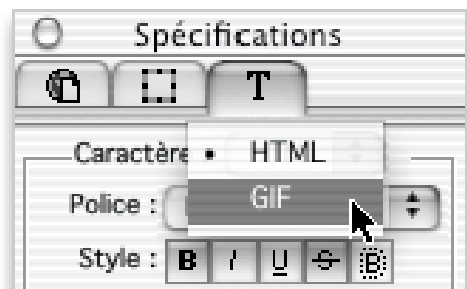 Spécifications
T
Caractère • HTML
GIF
Police :
Style : B I U S B